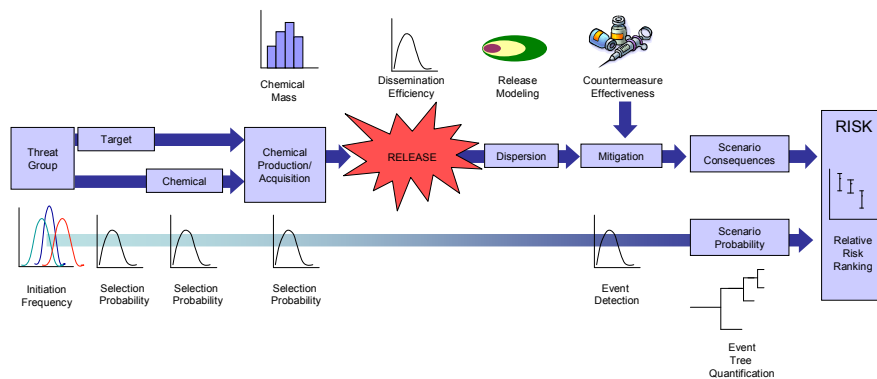 Chemical
Mass
Dissemination
Efficiency
Release
Modeling
Countermeasure
Effectiveness
Threat
Group
Target
Chemical
Chemical
Production/
Acquisition
RELEASE
Dispersion
Mitigation
Scenario
Consequences
RISK
Scenario
Probability
Relative
Risk
Ranking
Initiation
Frequency
Selection
Probability
Selection
Probability
Selection
Probability
Event
Detection
Event
Tree
Quantification